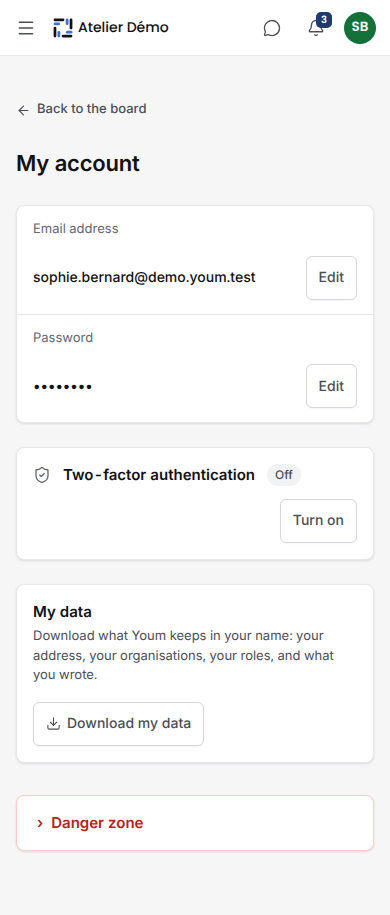 Atelier Démo
3
SB
Back to the board
My account
Email address
sophie.bernard@demo.youm.test
Edit
Password
••••••••
Edit
Two-factor authentication
Off
Turn on
My data
Download what Youm keeps in your name: your
address, your organisations, your roles, and what
you wrote.
Download my data
Danger zone